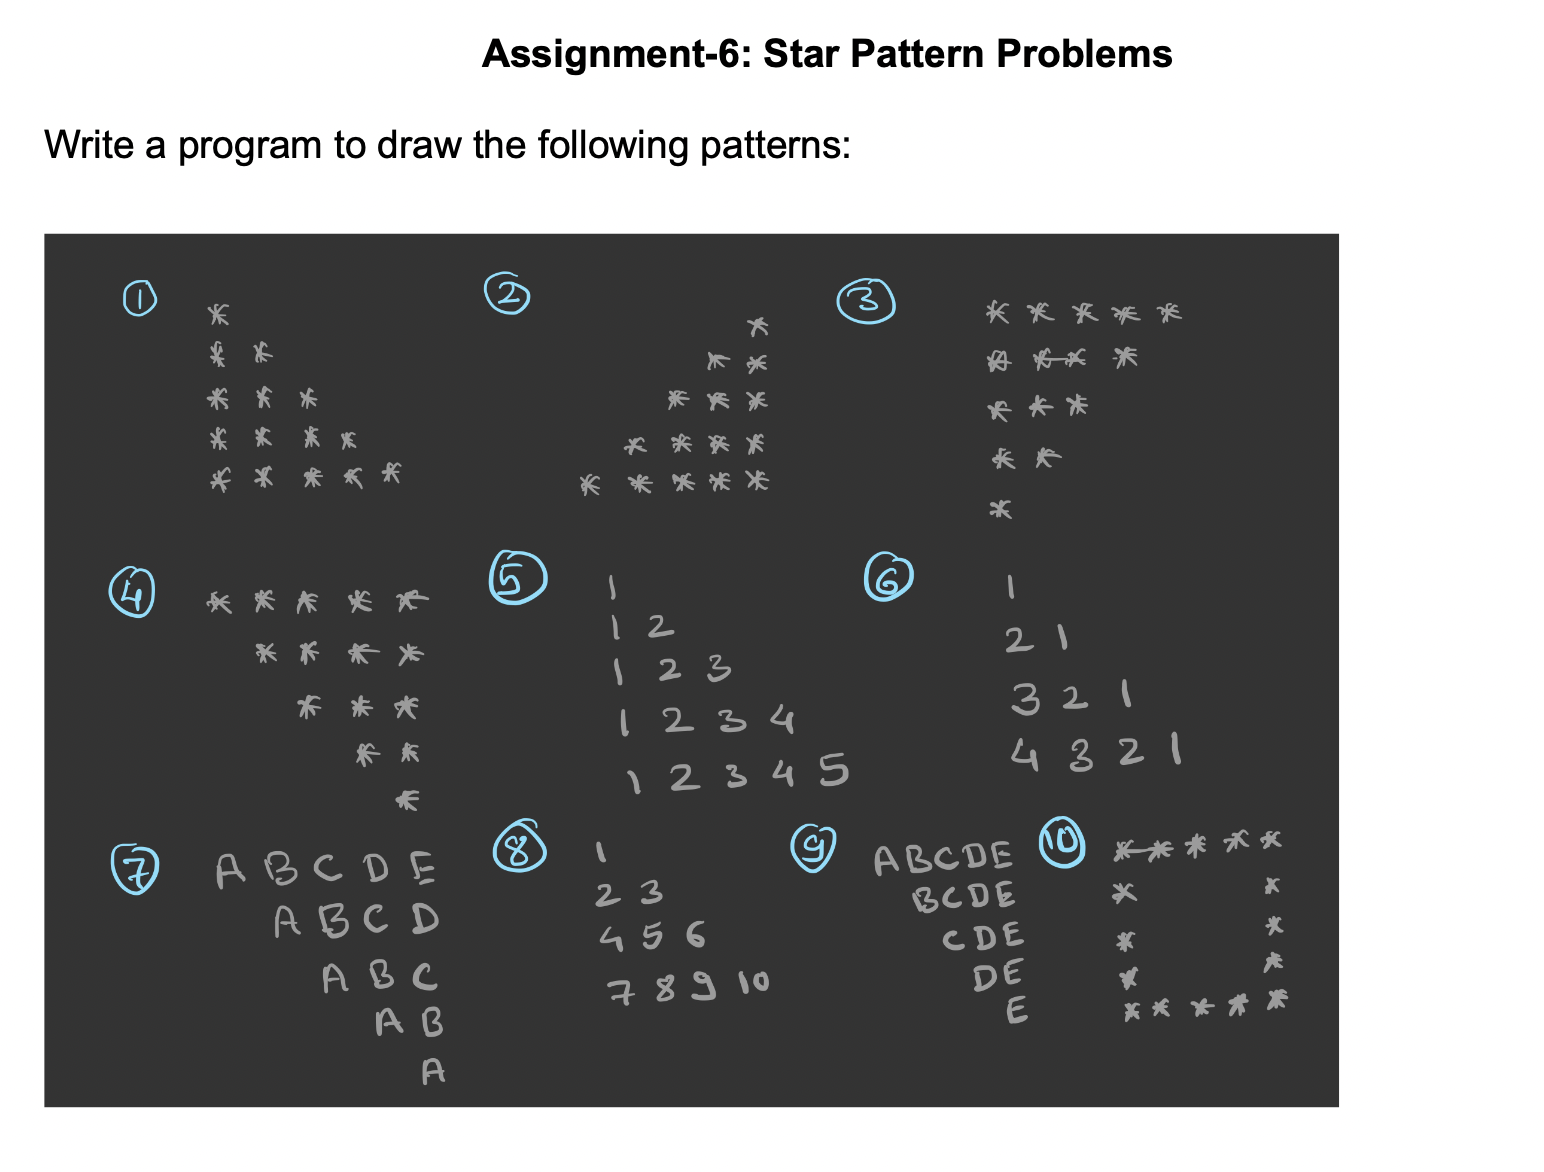 Assignment-6: Star Pattern Problems
Write a program to draw the following patterns:
①
*
* *
* * *
* * * *
* * * * *
②
*
* *
* * *
* * * *
* * * * *
③
* * * * *
* * * *
* * *
* *
*
④
* * * * *
* * * *
* * *
* *
*
⑤
1
1 2
1 2 3
1 2 3 4
1 2 3 4 5
⑥
1
2 1
3 2 1
4 3 2 1
⑦
A B C D E
A B C D
A B C
A B
A
⑧
1
2 3
4 5 6
7 8 9 10
⑨
ABCDE
BCDE
CDE
DE
E
⑩
* * * * *
* *
* *
* *
* * * * *